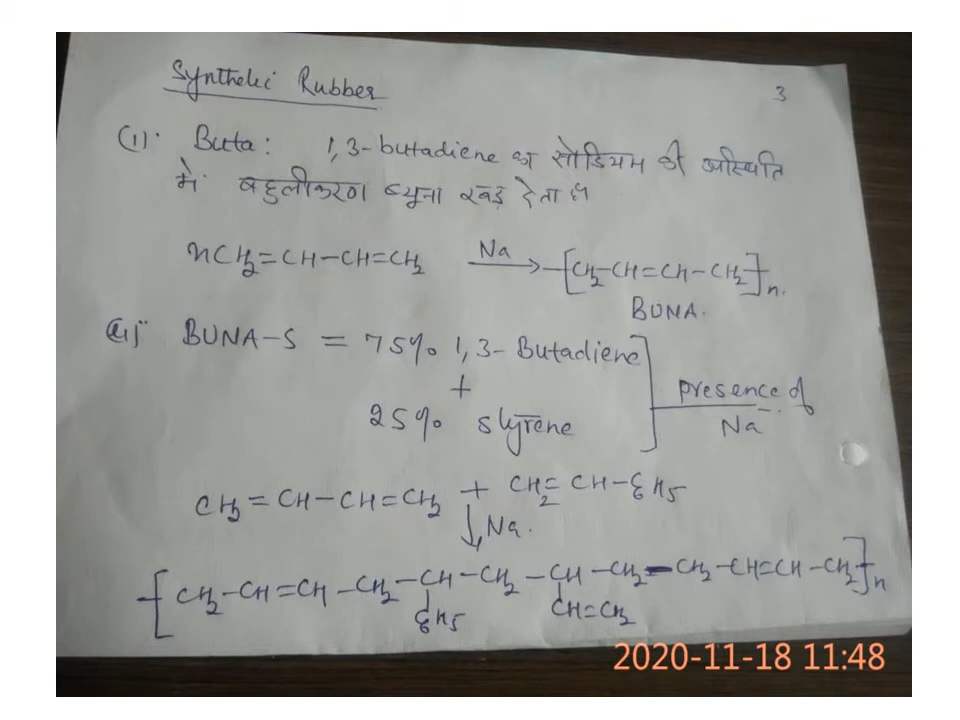 Synthetic Rubber
3
(i). Buta: 1,3-butadiene का सोडियम की उपस्थिति
में बहुलीकरण ब्यूना रबड़ देता है।
nCH₂=CH-CH=CH₂ Na → -[CH₂-CH=CH-CH₂]-n.
BUNA.
(ii) BUNA-S = 75% 1,3-Butadiene
+
25% styrene
presence of
Na
CH₂=CH-CH=CH₂ + CH₂=CH-C₆H₅
↓ Na.
-[CH₂-CH=CH-CH₂-CH-CH₂-CH-CH₂-CH₂-CH=CH-CH₂]-n
C₆H₅ CH=CH₂
2020-11-18 11:48